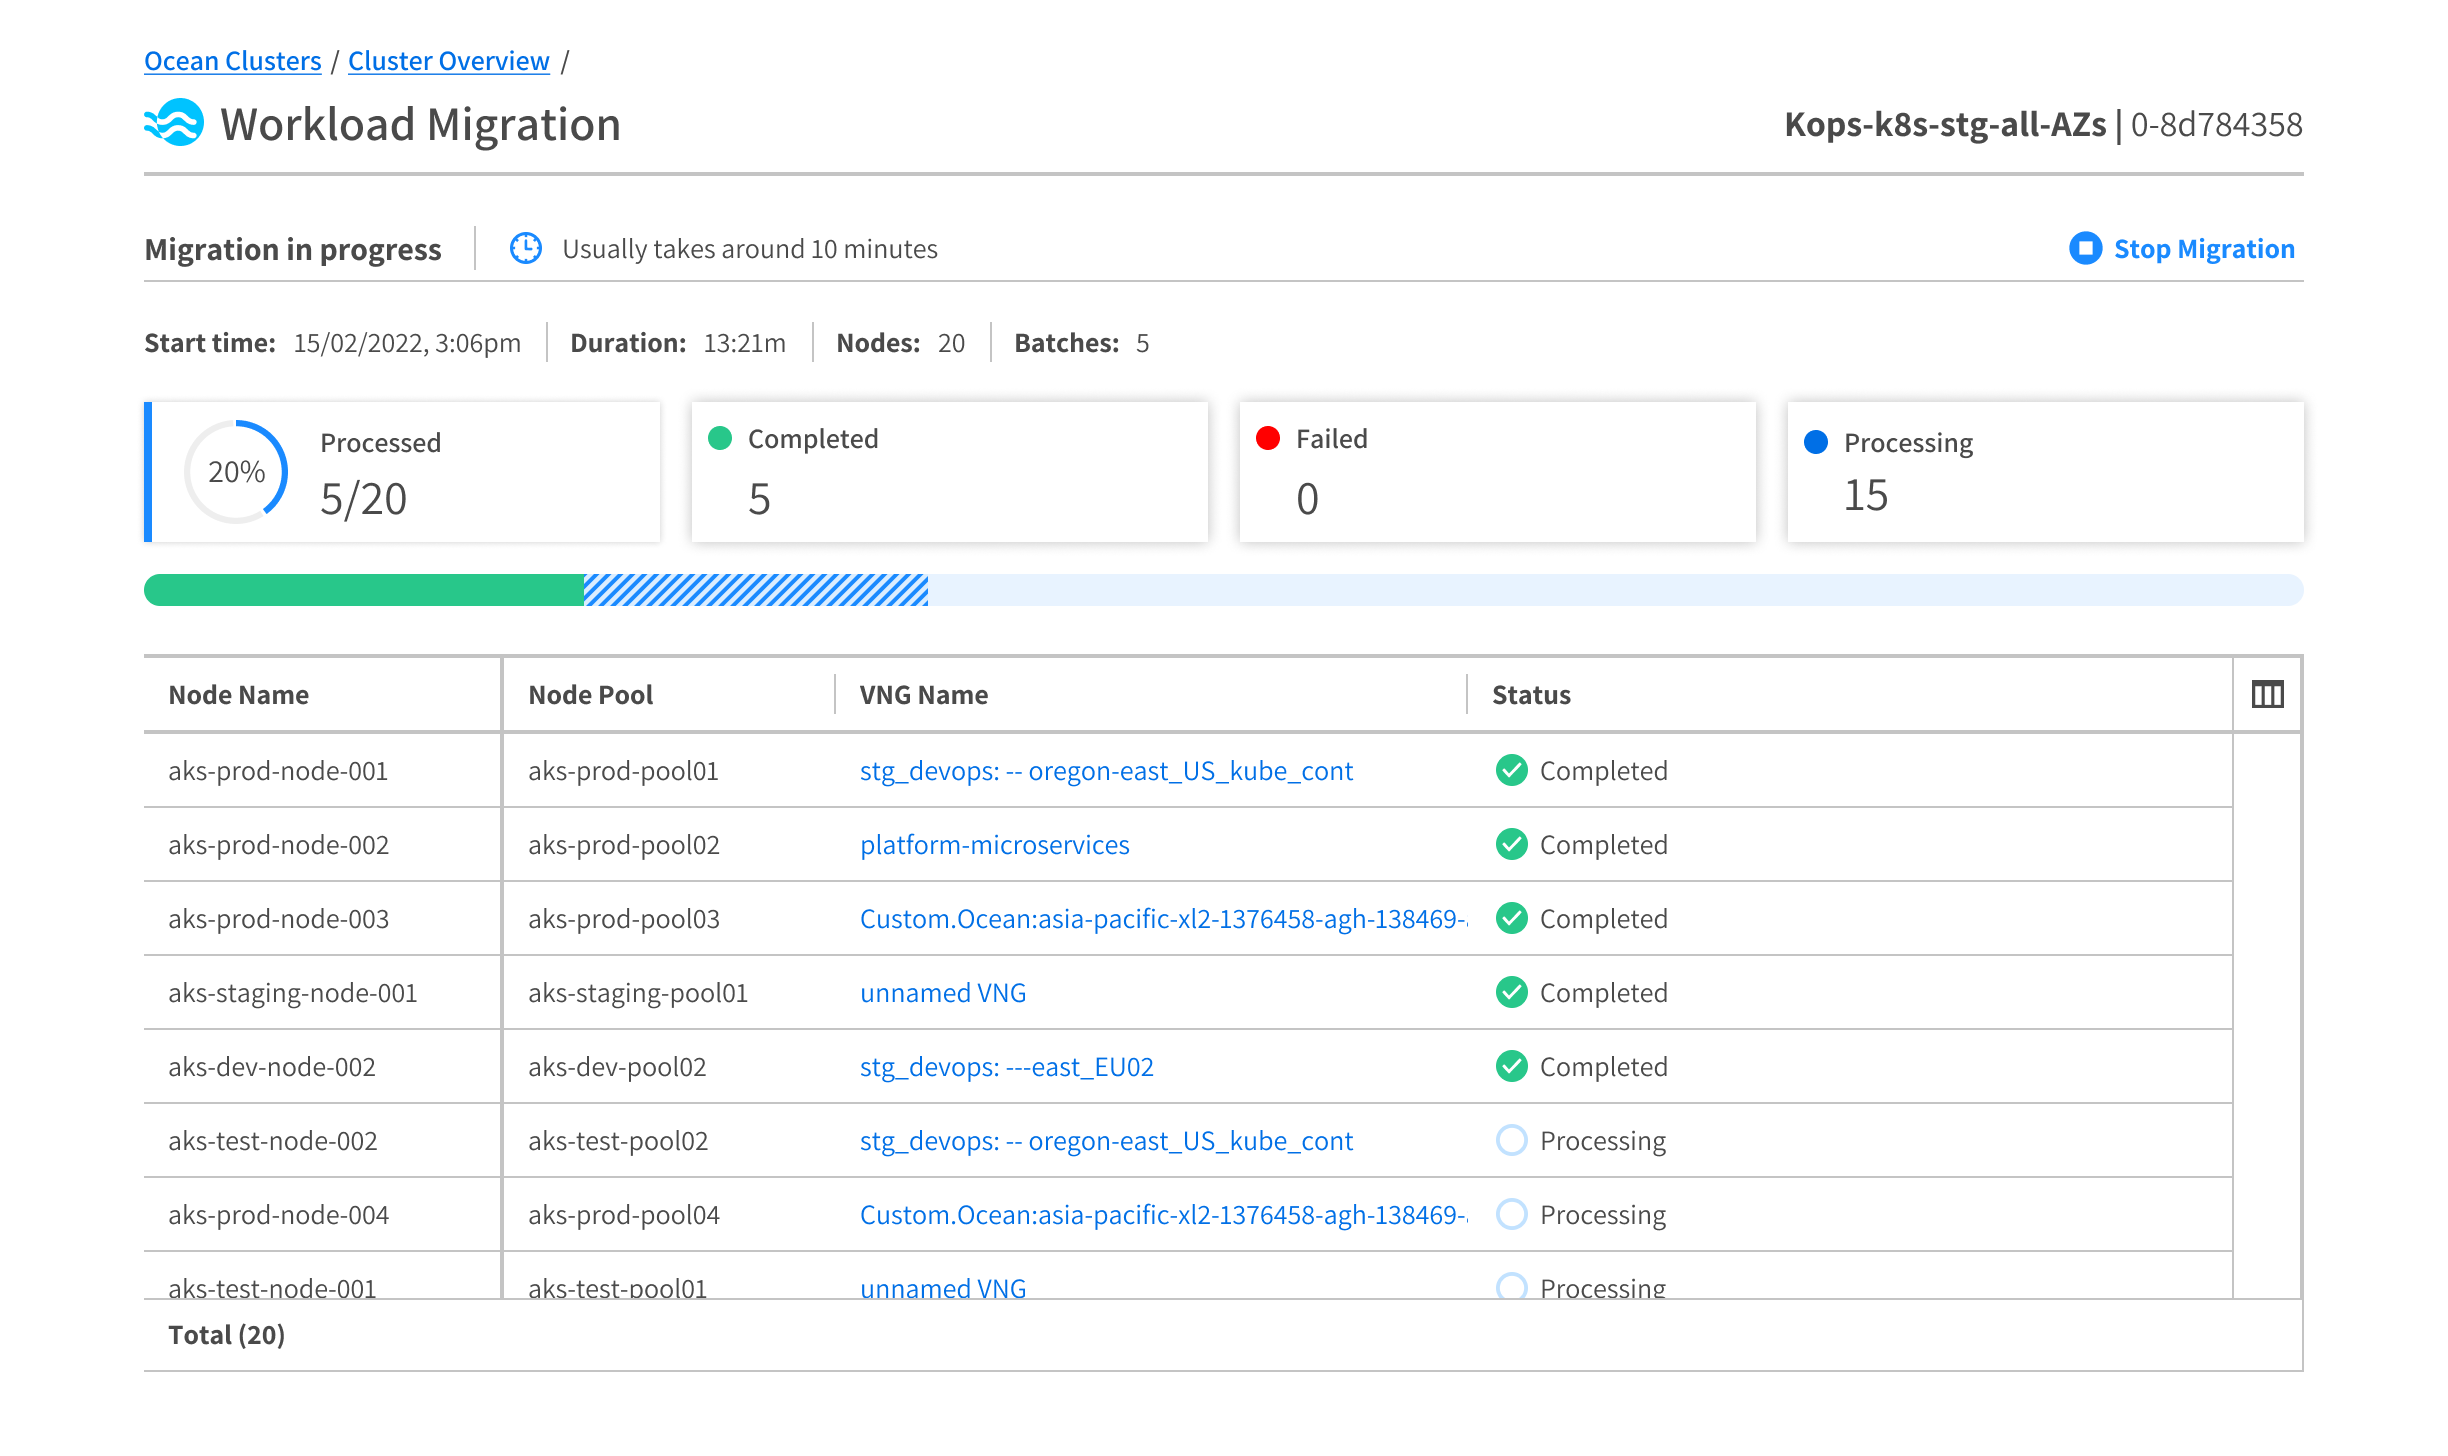 Ocean Clusters / Cluster Overview /
Workload Migration
Kops-k8s-stg-all-AZs | 0-8d784358
Migration in progress
Usually takes around 10 minutes
Stop Migration
Start time: 15/02/2022, 3:06pm Duration: 13:21m Nodes: 20 Batches: 5
20%
Processed
5/20
Completed
5
Failed
0
Processing
15
Node Name Node Pool VNG Name Status
aks-prod-node-001 aks-prod-pool01 stg_devops: -- oregon-east_US_kube_cont Completed
aks-prod-node-002 aks-prod-pool02 platform-microservices Completed
aks-prod-node-003 aks-prod-pool03 Custom.Ocean:asia-pacific-xl2-1376458-agh-138469- Completed
aks-staging-node-001 aks-staging-pool01 unnamed VNG Completed
aks-dev-node-002 aks-dev-pool02 stg_devops: ---east_EU02 Completed
aks-test-node-002 aks-test-pool02 stg_devops: -- oregon-east_US_kube_cont Processing
aks-prod-node-004 aks-prod-pool04 Custom.Ocean:asia-pacific-xl2-1376458-agh-138469- Processing
aks-test-node-001 aks-test-pool01 unnamed VNG Processing
Total (20)